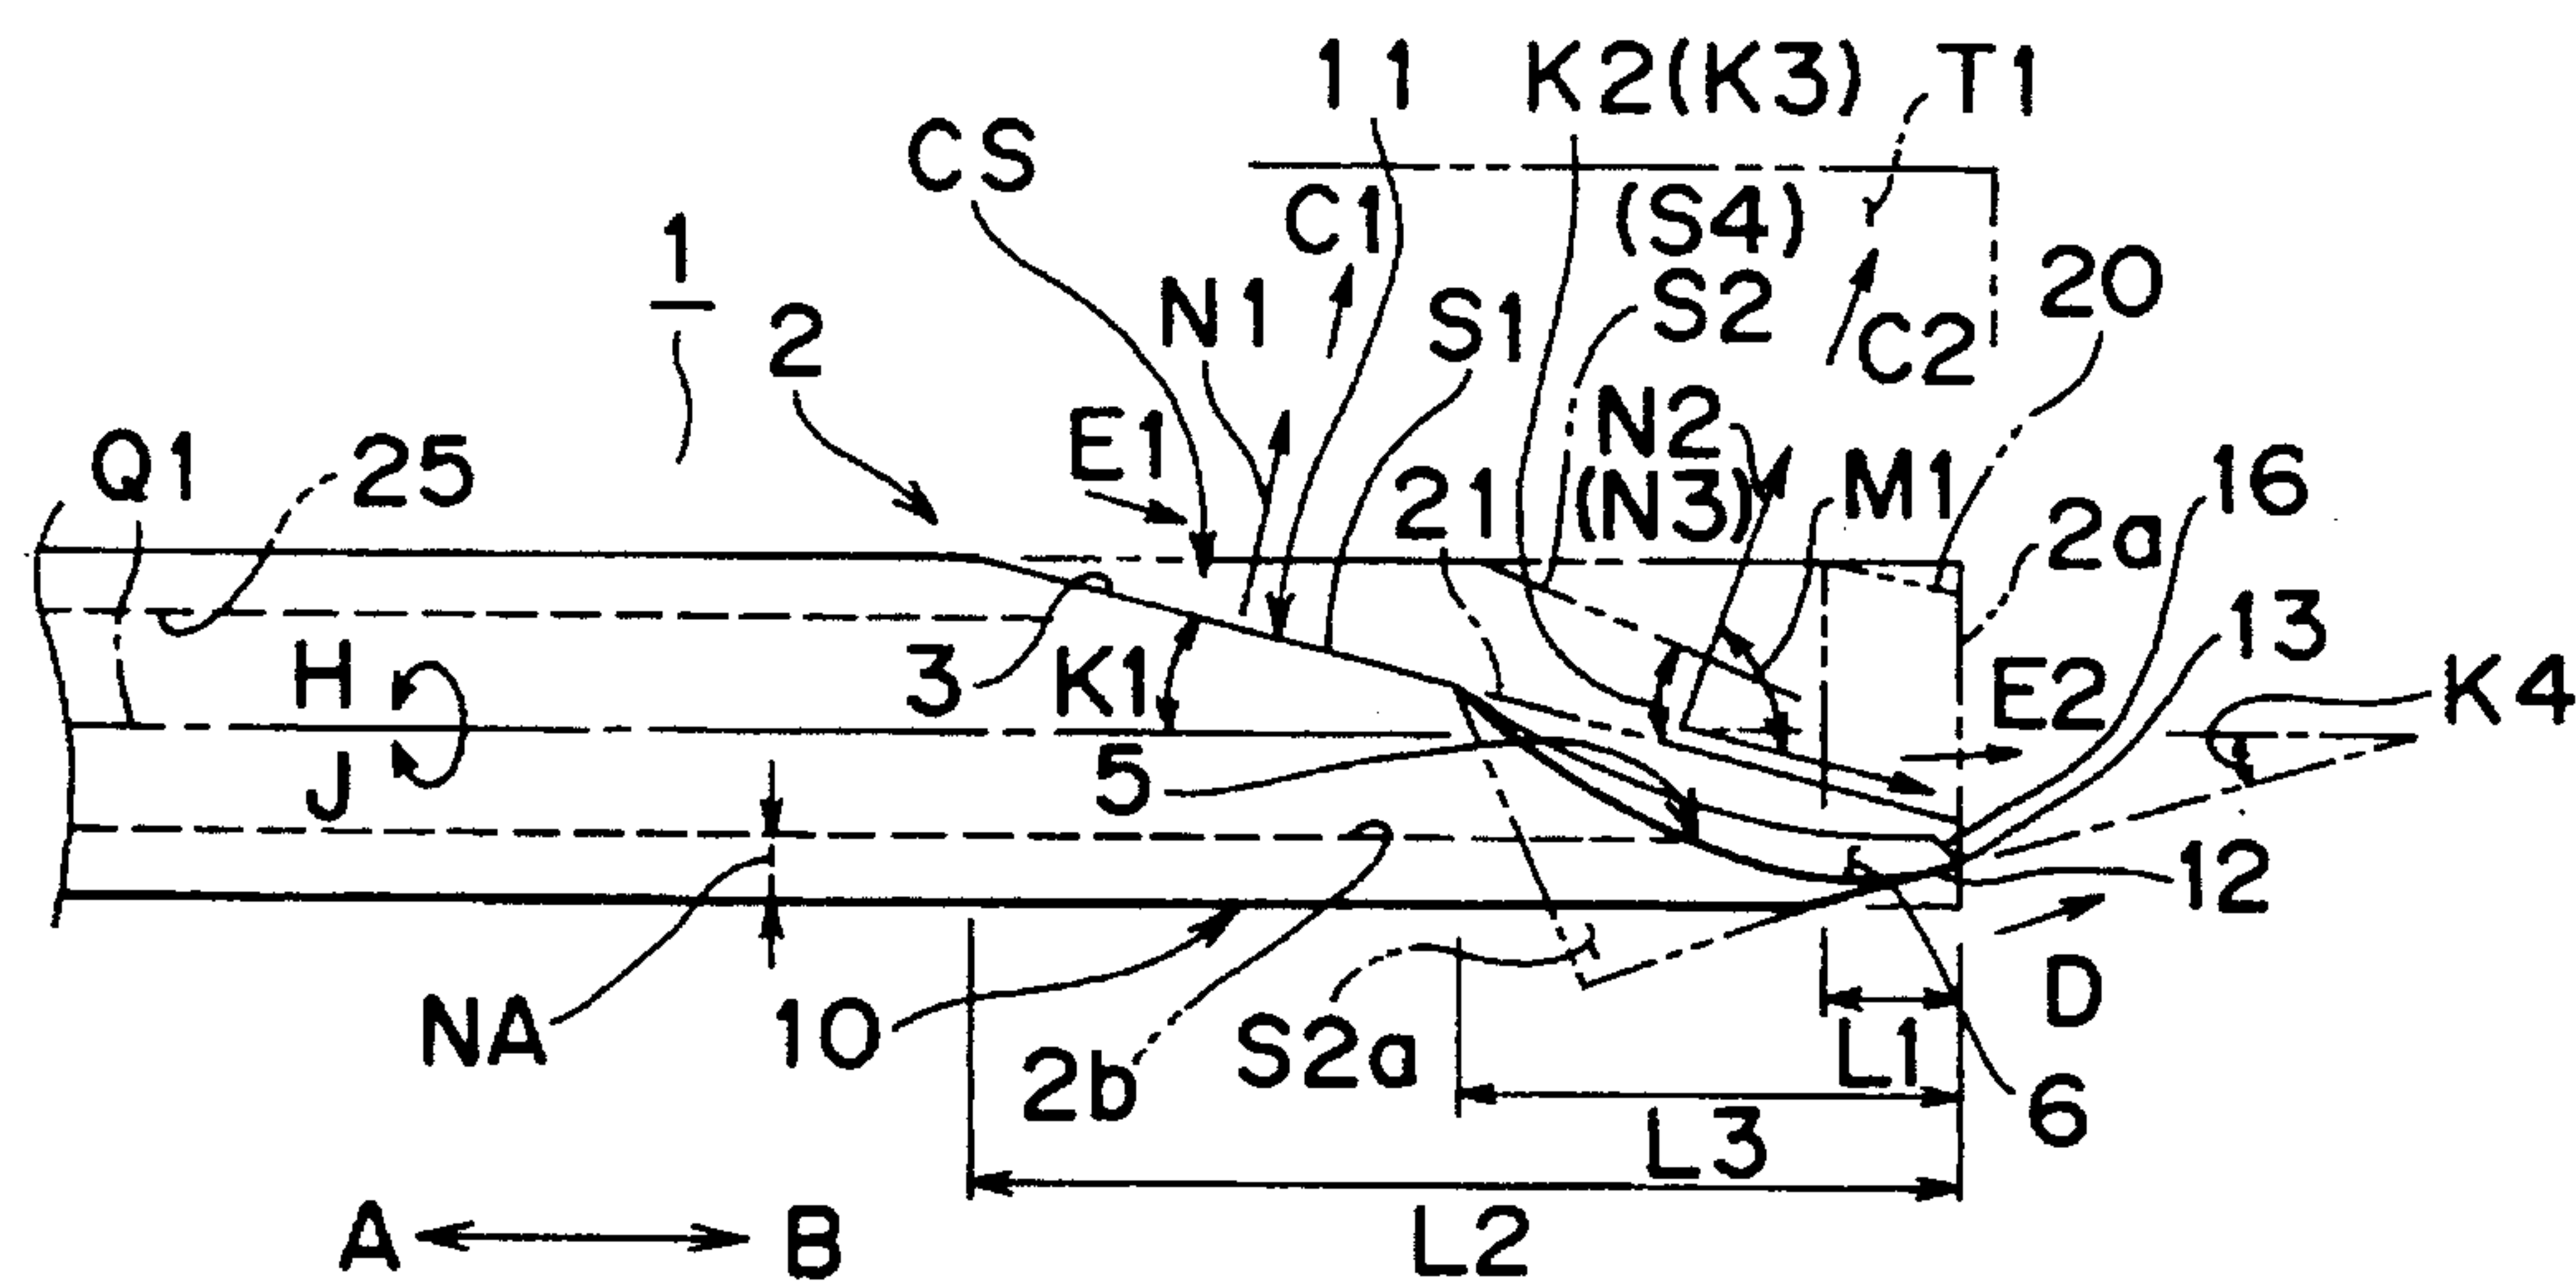 11 K2(K3) T1
CS C1 (S4)
1 2 N1 S1 S2 C2 20
Q1 25 E1 21 N2 (N3) M1 2a 16
H 3 K1 E2 13 K4
J 5 12
NA 10 2b S2a L1 D
L3 6
A B L2